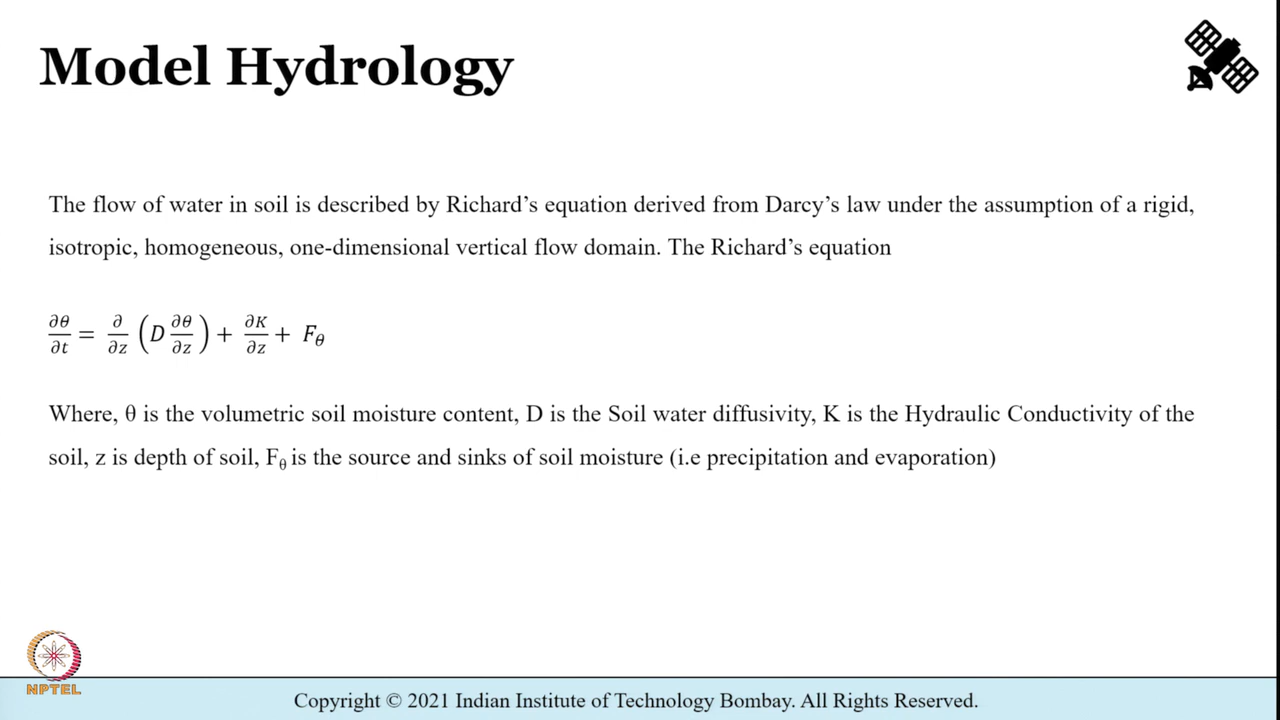 Model Hydrology
The flow of water in soil is described by Richard's equation derived from Darcy's law under the assumption of a rigid,
isotropic, homogeneous, one-dimensional vertical flow domain. The Richard's equation
∂θ/∂t = ∂/∂z (D ∂θ/∂z) + ∂K/∂z + F_θ
Where, θ is the volumetric soil moisture content, D is the Soil water diffusivity, K is the Hydraulic Conductivity of the
soil, z is depth of soil, F_θ is the source and sinks of soil moisture (i.e precipitation and evaporation)
NPTEL
Copyright © 2021 Indian Institute of Technology Bombay. All Rights Reserved.